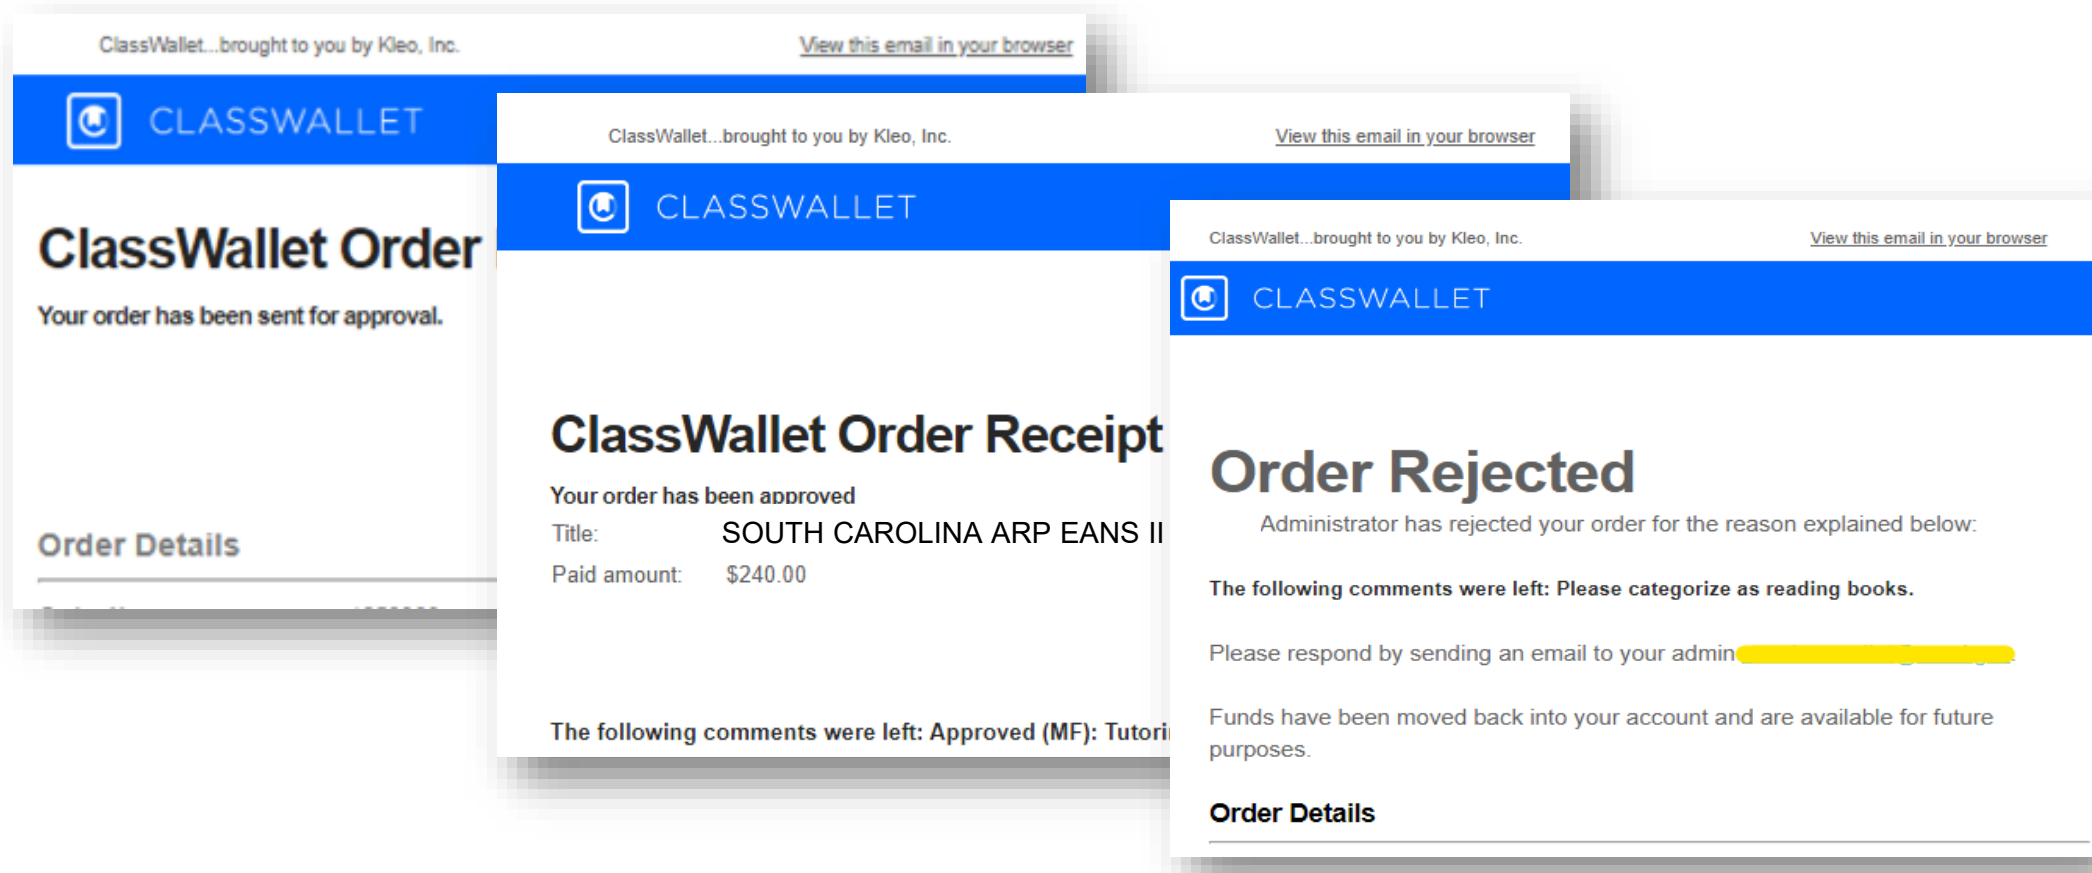 ClassWallet...brought to you by Kleo, Inc.
View this email in your browser
CLASSWALLET
ClassWallet Order
Your order has been sent for approval.
Order Details
ClassWallet...brought to you by Kleo, Inc.
View this email in your browser
CLASSWALLET
ClassWallet Order Receipt
Your order has been approved
Title: SOUTH CAROLINA ARP EANS II
Paid amount: $240.00
The following comments were left: Approved (MF):
ClassWallet...brought to you by Kleo, Inc.
View this email in your browser
CLASSWALLET
Order Rejected
Administrator has rejected your order for the reason explained below:
The following comments were left: Please categorize as reading books.
Please respond by sending an email to your admin
Funds have been moved back into your account and are available for future
purposes.
Order Details